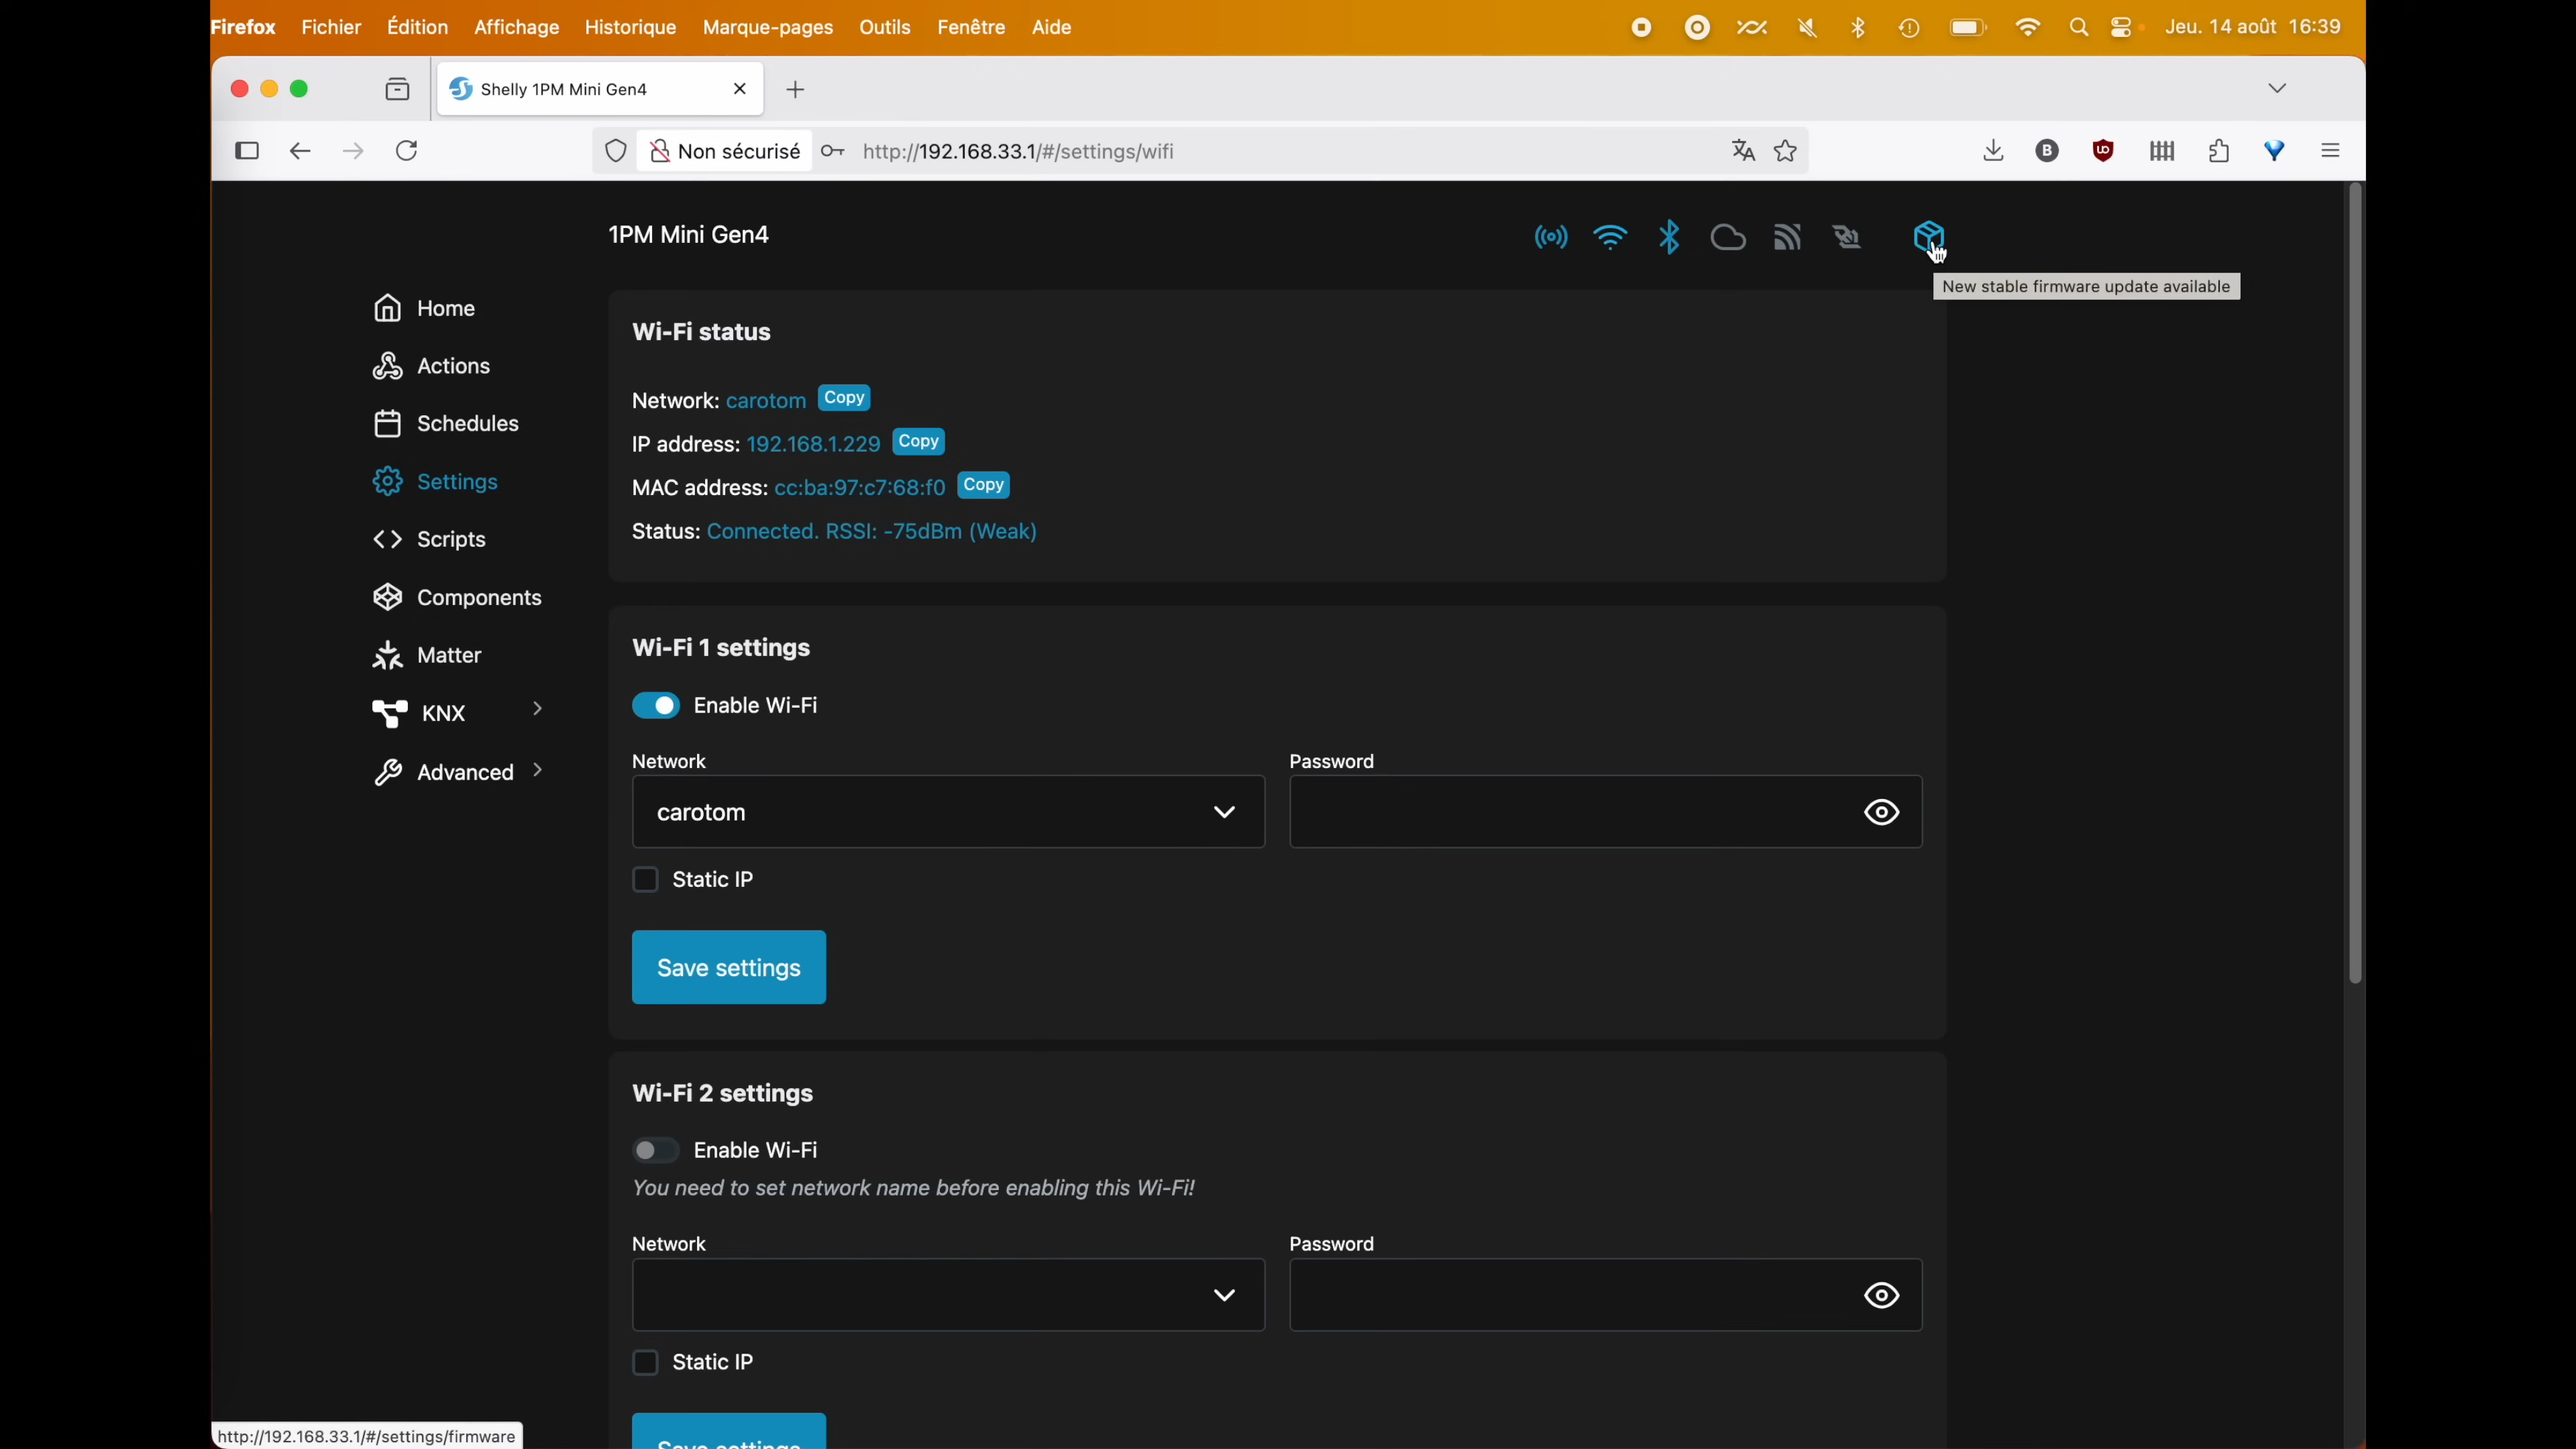 Firefox Fichier Édition Affichage Historique Marque-pages Outils Fenêtre Aide Jeu. 14 août 16:39
Shelly 1PM Mini Gen4
Non sécurisé http://192.168.33.1/#/settings/wifi
1PM Mini Gen4
New stable firmware update available
Home
Actions
Schedules
Settings
Scripts
Components
Matter
KNX
Advanced
Wi-Fi status
Network: carotom Copy
IP address: 192.168.1.229 Copy
MAC address: cc:ba:97:c7:68:f0 Copy
Status: Connected. RSSI: -75dBm (Weak)
Wi-Fi 1 settings
Enable Wi-Fi
Network Password
carotom
Static IP
Save settings
Wi-Fi 2 settings
Enable Wi-Fi
You need to set network name before enabling this Wi-Fi!
Network Password
Static IP
Save settings
http://192.168.33.1/#/settings/firmware